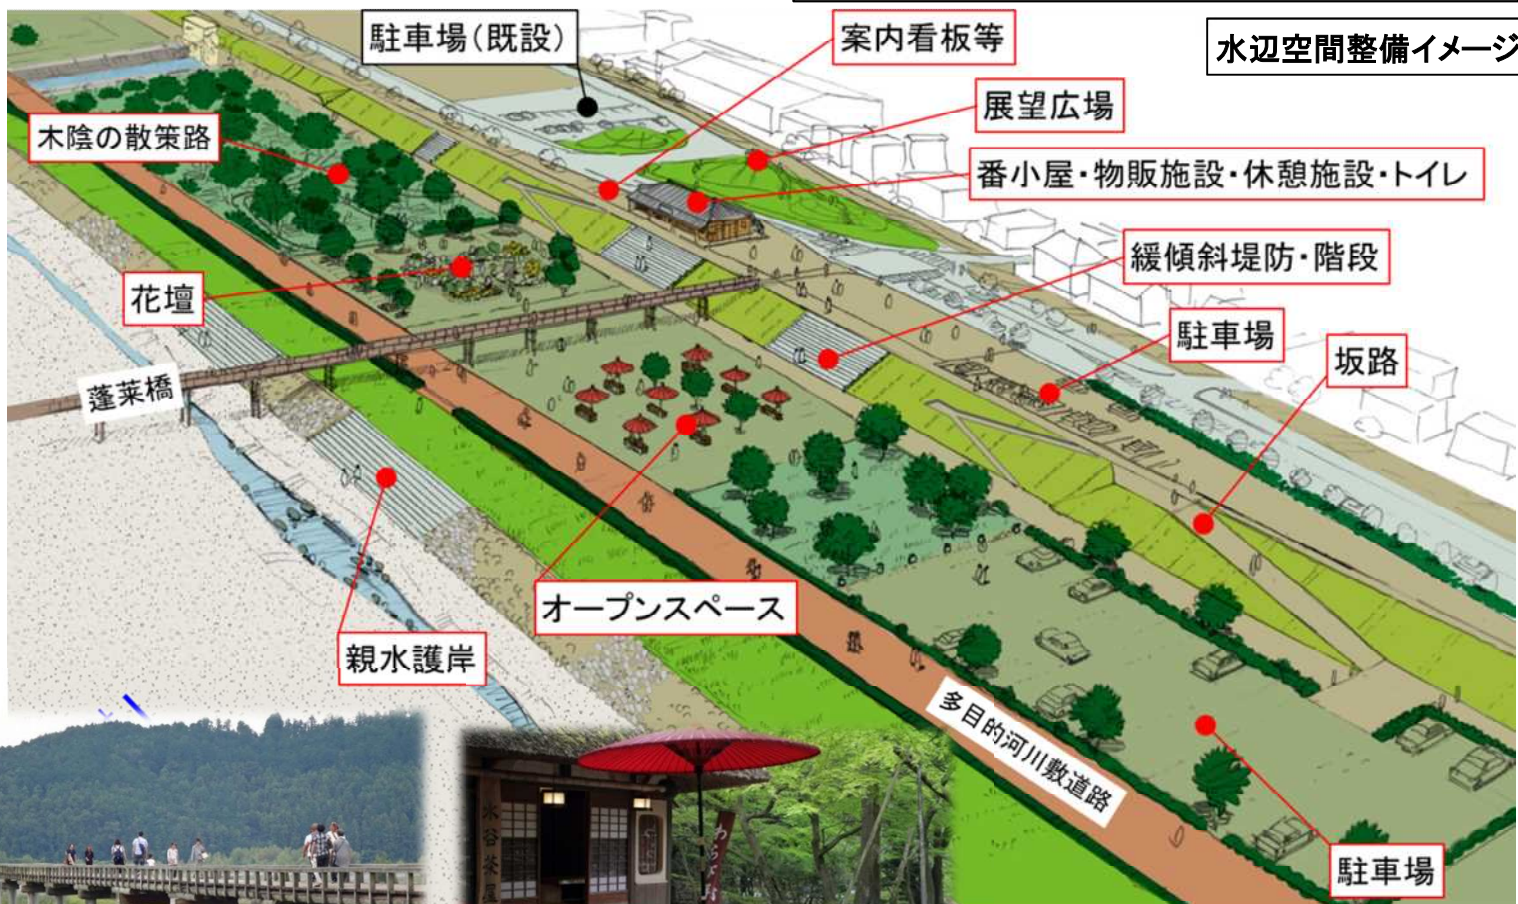 水辺空間整備イメージ
駐車場(既設)
案内看板等
展望広場
木陰の散策路
番小屋・物販施設・休憩施設・トイレ
緩傾斜堤防・階段
花壇
駐車場
坂路
蓬莱橋
オープンスペース
親水護岸
多目的河川敷道路
駐車場
水谷茶屋